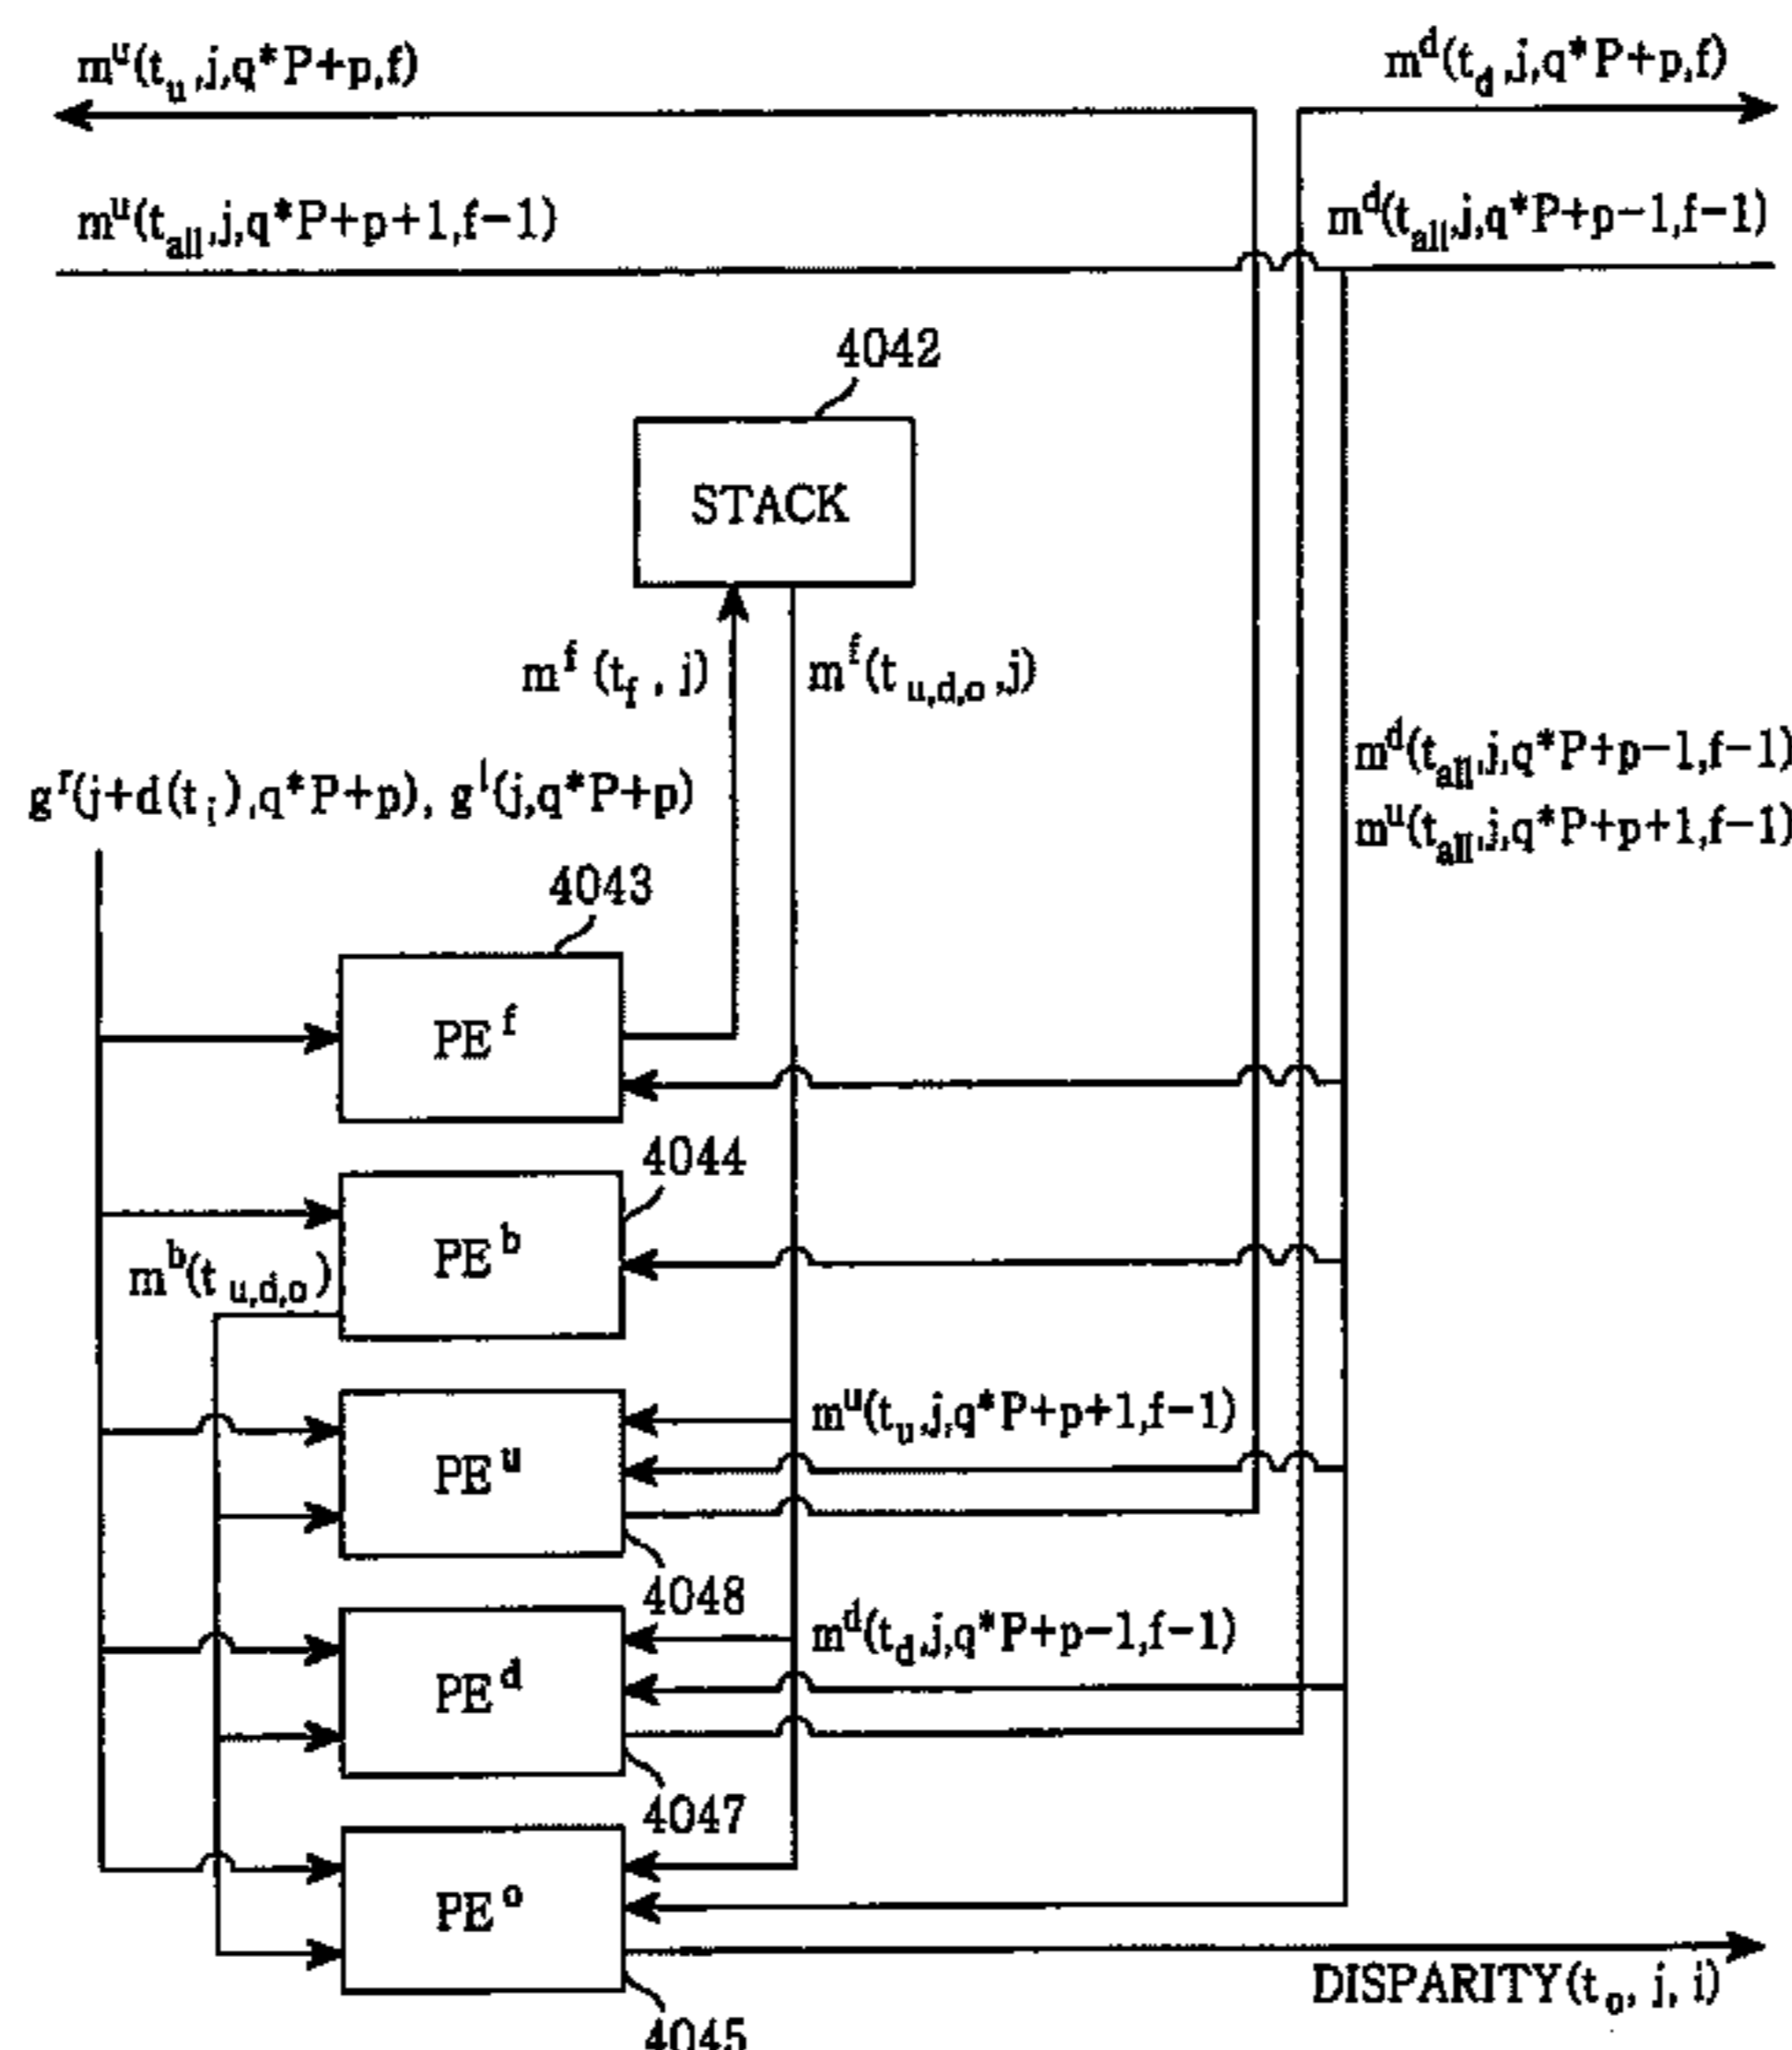 m^u(t_u,j,q*P+p,f)
m^d(t_d,j,q*P+p,f)
m^u(t_all,j,q*P+p+1,f-1)
m^d(t_all,j,q*P+p-1,f-1)
4042
STACK
m^f(t_f, j)
m^f(t_u,d,o,j)
m^d(t_all,j,q*P+p-1,f-1)
m^u(t_all,j,q*P+p+1,f-1)
g^r(j+d(t_i),q*P+p), g^l(j,q*P+p)
4043
PE^f
4044
PE^b
m^b(t_u,d,o)
m^u(t_u,j,q*P+p+1,f-1)
PE^u
4048
m^d(t_d,j,q*P+p-1,f-1)
PE^d
4047
PE^o
DISPARITY(t_o, j, i)
4045